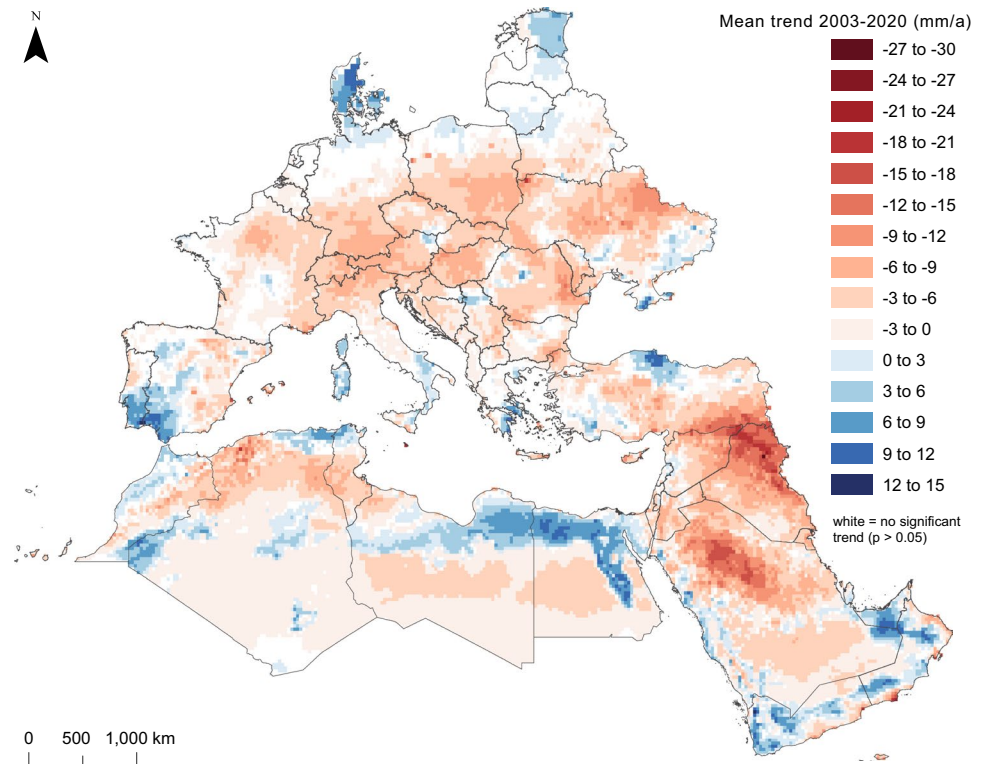 N
Mean trend 2003-2020 (mm/a)
-27 to -30
-24 to -27
-21 to -24
-18 to -21
-15 to -18
-12 to -15
-9 to -12
-6 to -9
-3 to -6
-3 to 0
0 to 3
3 to 6
6 to 9
9 to 12
12 to 15
white = no significant
trend (p > 0.05)
0 500 1,000 km